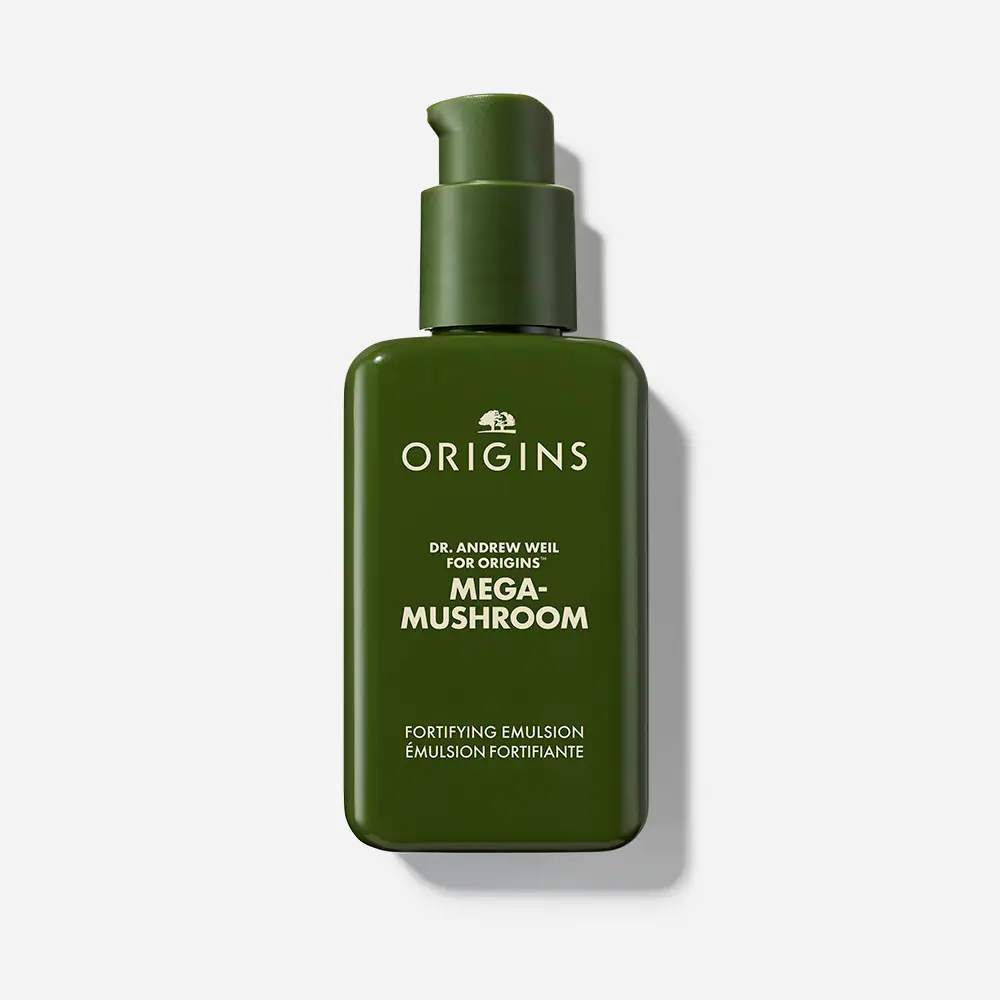 ORIGINS
DR. ANDREW WEIL
FOR ORIGINS™
MEGA-
MUSHROOM
FORTIFYING EMULSION
ÉMULSION FORTIFIANTE